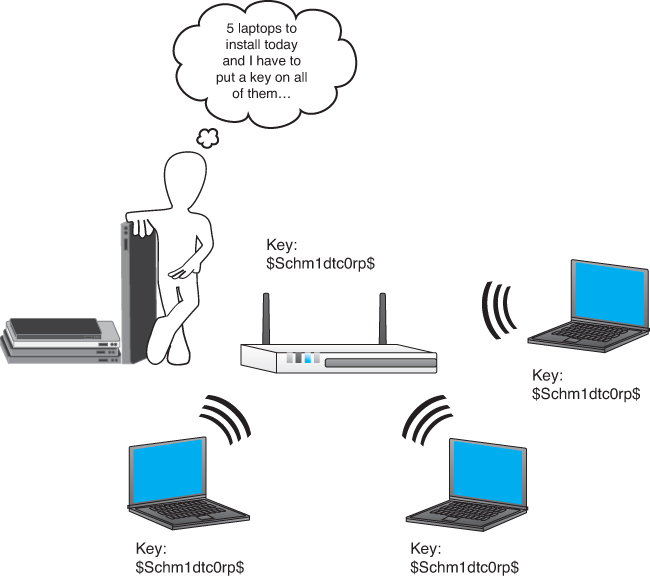 5 laptops to
install today
and I have to
put a key on all
of them...
Key:
$Schm1dtc0rp$
Key:
$Schm1dtc0rp$
Key:
$Schm1dtc0rp$
Key:
$Schm1dtc0rp$